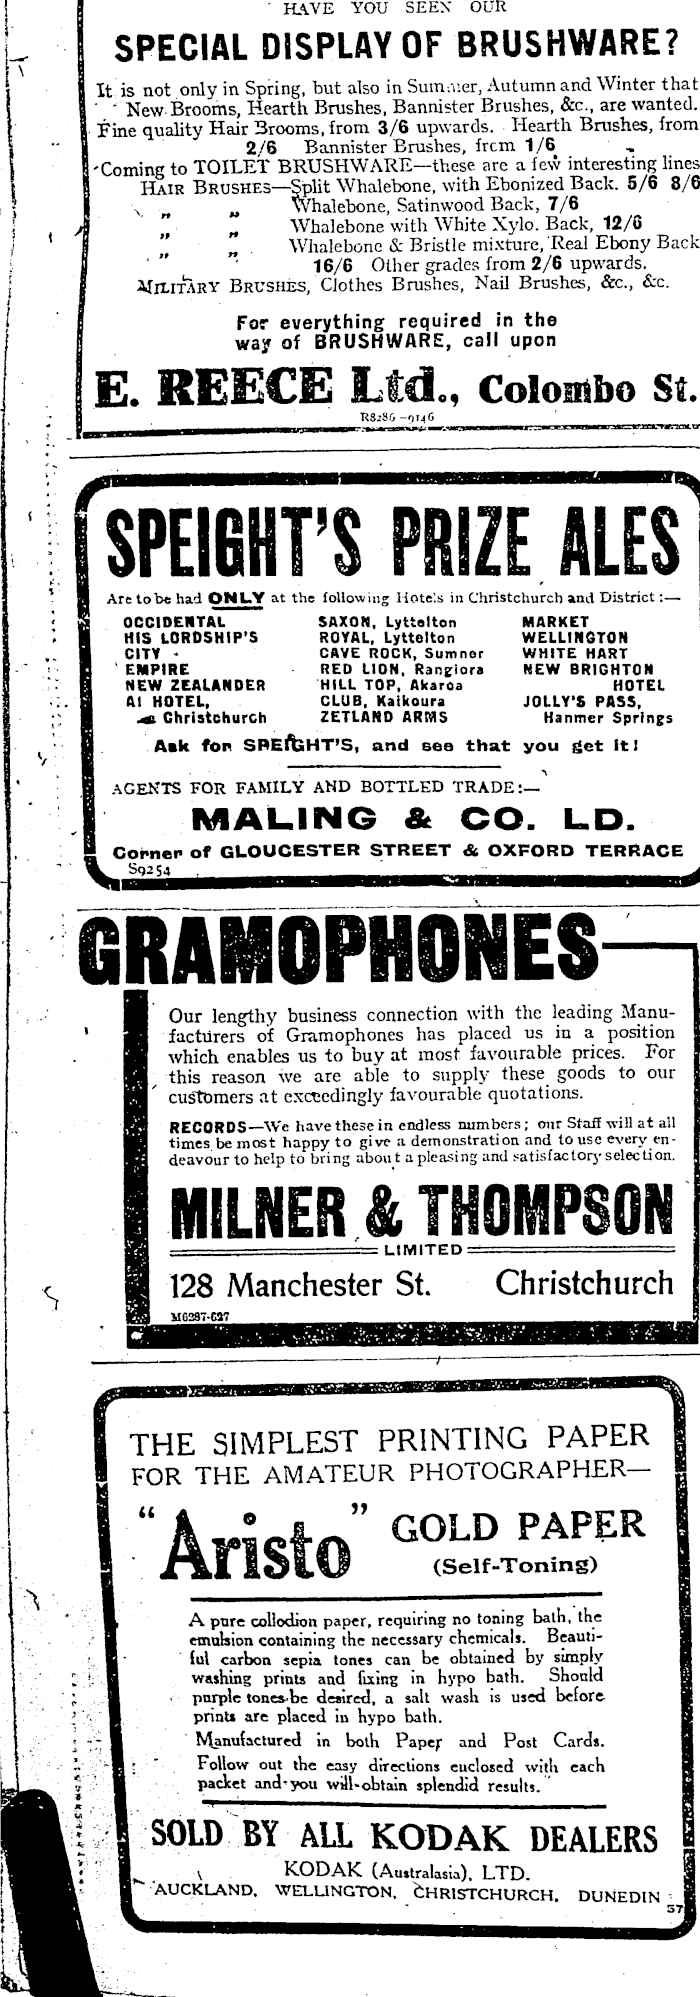 HAVE YOU SEEN OUR
SPECIAL DISPLAY OF BRUSHWARE?
It is not only in Spring, but also in Summer, Autumn and Winter that
New Brooms, Hearth Brushes, Bannister Brushes, &c., are wanted.
Fine quality Hair Brooms, from 3/6 upwards. Hearth Brushes, from
2/6 Bannister Brushes, from 1/6
Coming to TOILET BRUSHWARE—these are a few interesting lines
HAIR BRUSHES—Split Whalebone, with Ebonized Back. 5/6 8/6
„ „ Whalebone, Satinwood Back, 7/6
„ „ Whalebone with White Xylo. Back, 12/6
„ „ Whalebone & Bristle mixture, Real Ebony Back
16/6 Other grades from 2/6 upwards.
MILITARY BRUSHES, Clothes Brushes, Nail Brushes, &c., &c.
For everything required in the
way of BRUSHWARE, call upon
E. REECE Ltd., Colombo St.
R8286-9146
SPEIGHT'S PRIZE ALES
Are to be had ONLY at the following Hotels in Christchurch and District:—
OCCIDENTAL SAXON, Lyttelton MARKET
HIS LORDSHIP'S ROYAL, Lyttelton WELLINGTON
CITY CAVE ROCK, Sumner WHITE HART
EMPIRE RED LION, Rangiora NEW BRIGHTON
NEW ZEALANDER HILL TOP, Akaroa HOTEL
A1 HOTEL, CLUB, Kaikoura JOLLY'S PASS,
Christchurch ZETLAND ARMS Hanmer Springs
Ask for SPEIGHT'S, and see that you get it!
AGENTS FOR FAMILY AND BOTTLED TRADE:—
MALING & CO. LD.
Corner of GLOUCESTER STREET & OXFORD TERRACE
S9254
GRAMOPHONES
Our lengthy business connection with the leading Manu-
facturers of Gramophones has placed us in a position
which enables us to buy at most favourable prices. For
this reason we are able to supply these goods to our
customers at exceedingly favourable quotations.
RECORDS—We have these in endless numbers; our Staff will at all
times be most happy to give a demonstration and to use every en-
deavour to help to bring about a pleasing and satisfactory selection.
MILNER & THOMPSON
LIMITED
128 Manchester St. Christchurch
M6287-627
THE SIMPLEST PRINTING PAPER
FOR THE AMATEUR PHOTOGRAPHER—
"Aristo" GOLD PAPER
(Self-Toning)
A pure collodion paper, requiring no toning bath, the
emulsion containing the necessary chemicals. Beauti-
ful carbon sepia tones can be obtained by simply
washing prints and fixing in hypo bath. Should
purple tones be desired, a salt wash is used before
prints are placed in hypo bath.
Manufactured in both Paper and Post Cards.
Follow out the easy directions enclosed with each
packet and you will obtain splendid results.
SOLD BY ALL KODAK DEALERS
KODAK (Australasia), LTD.
AUCKLAND, WELLINGTON, CHRISTCHURCH, DUNEDIN
57